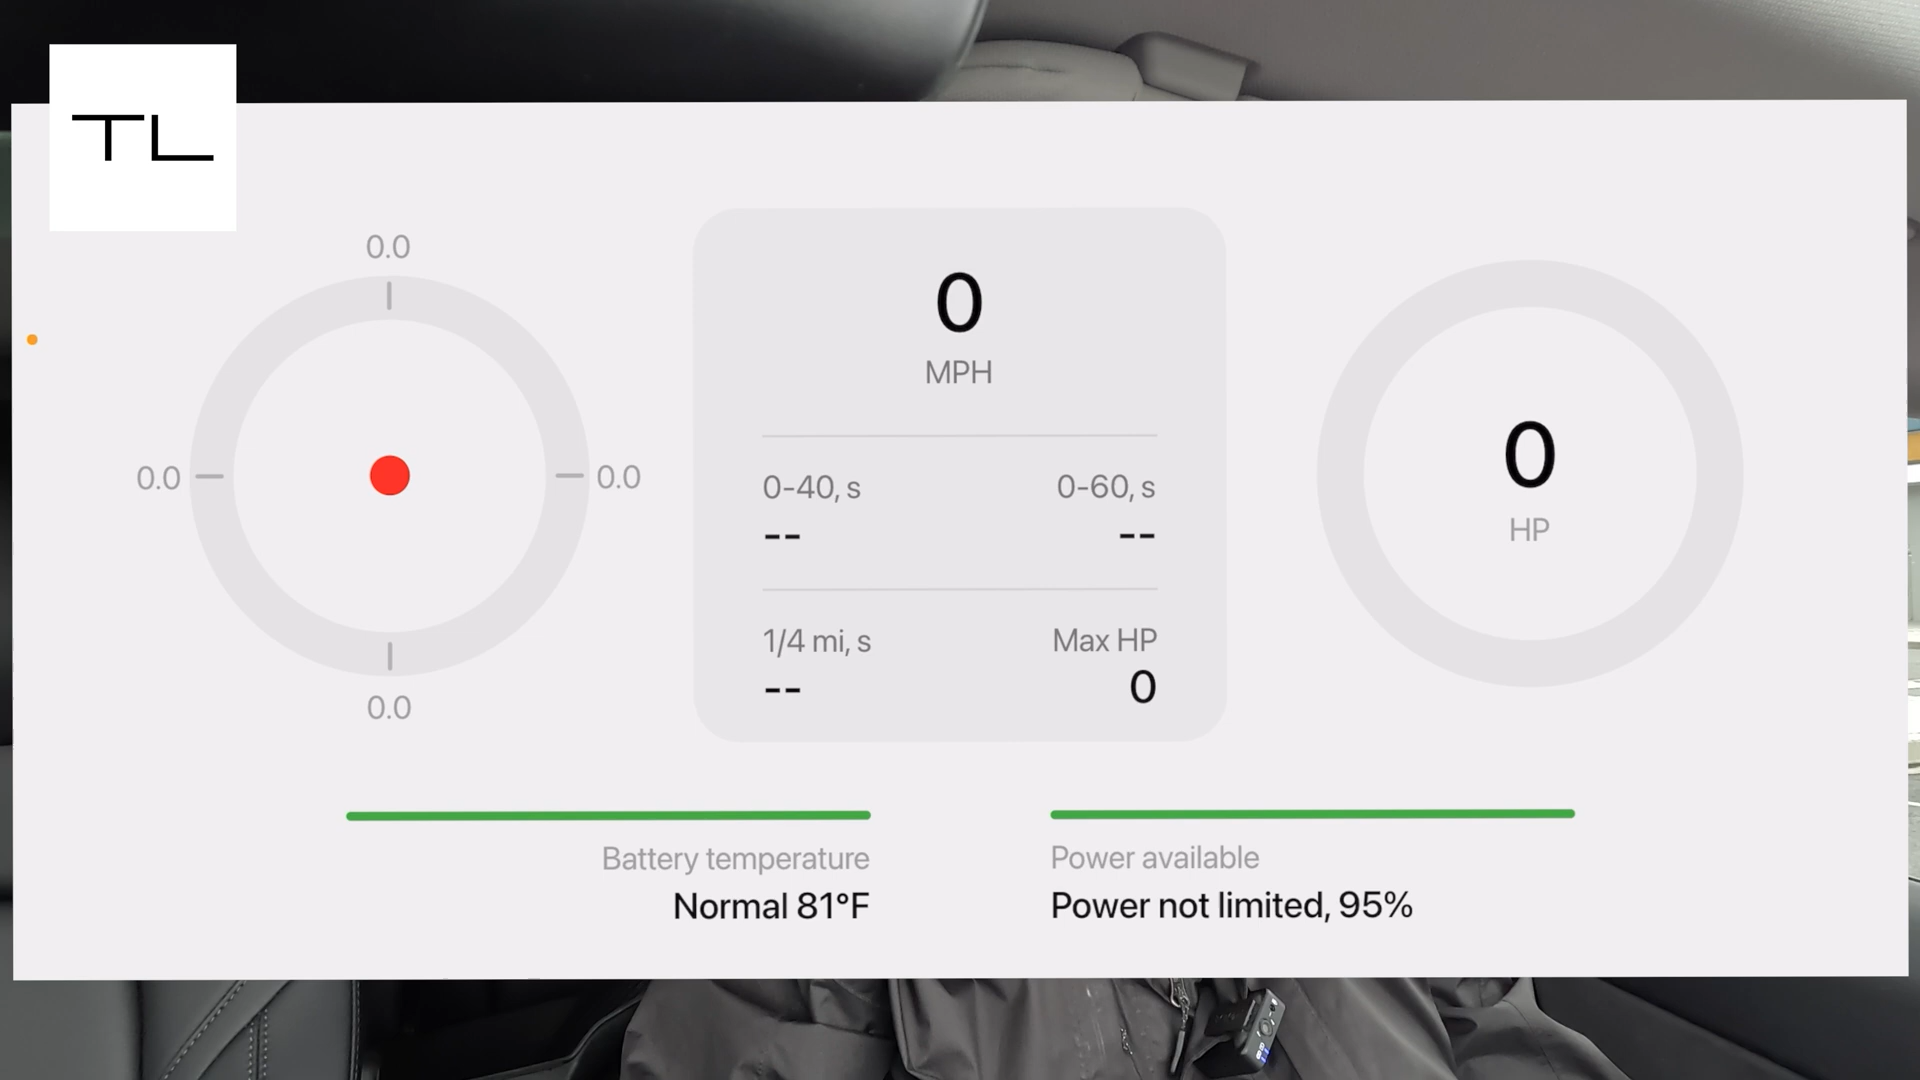 TL
0.0
0.0
0.0
0.0
0
MPH
0-40, s
0-60, s
--
--
1/4 mi, s
Max HP
--
0
0
HP
Battery temperature
Normal 81°F
Power available
Power not limited, 95%